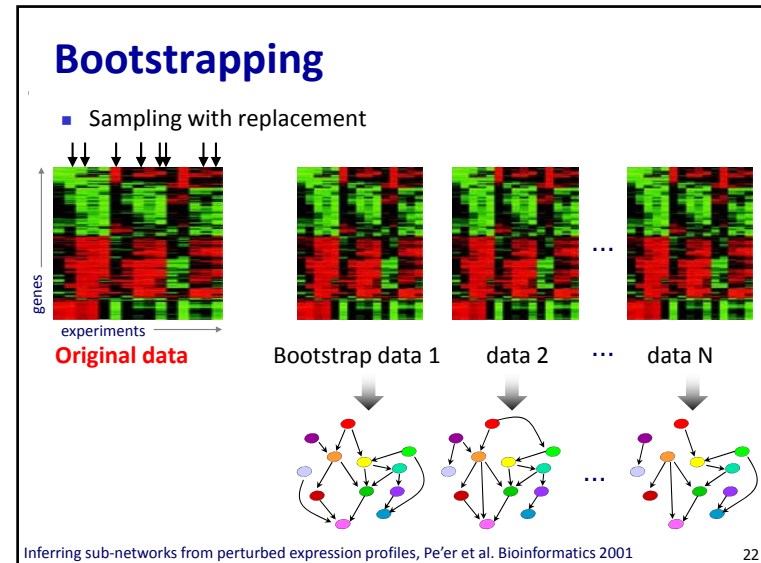 Bootstrapping
Sampling with replacement
genes
experiments
...
Original data
Bootstrap data 1
data 2
...
data N
...
Inferring sub-networks from perturbed expression profiles, Pe'er et al. Bioinformatics 2001
22